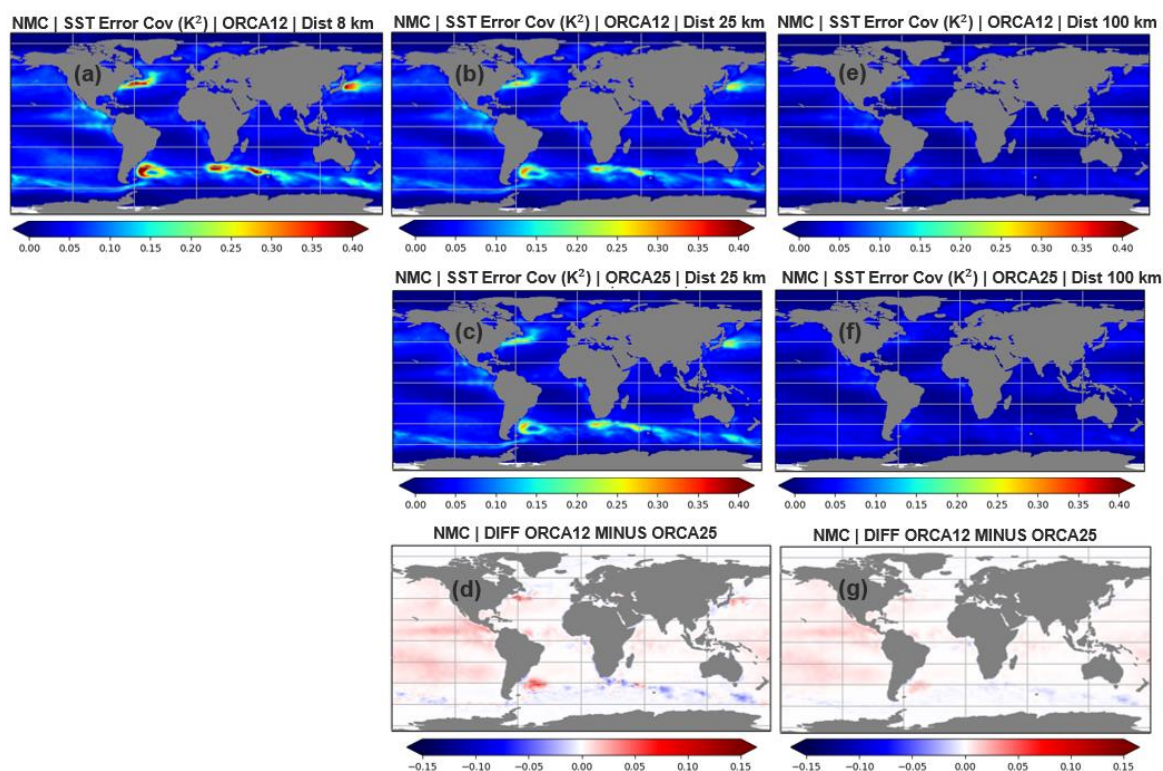 NMC | SST Error Cov (K²) | ORCA12 | Dist 8 km
NMC | SST Error Cov (K²) | ORCA12 | Dist 25 km
NMC | SST Error Cov (K²) | ORCA12 | Dist 100 km
(a)
(b)
(e)
0.00 0.05 0.10 0.15 0.20 0.25 0.30 0.35 0.40
0.00 0.05 0.10 0.15 0.20 0.25 0.30 0.35 0.40
0.00 0.05 0.10 0.15 0.20 0.25 0.30 0.35 0.40
NMC | SST Error Cov (K²) | ORCA25 | Dist 25 km
NMC | SST Error Cov (K²) | ORCA25 | Dist 100 km
(c)
(f)
0.00 0.05 0.10 0.15 0.20 0.25 0.30 0.35 0.40
0.00 0.05 0.10 0.15 0.20 0.25 0.30 0.35 0.40
NMC | DIFF ORCA12 MINUS ORCA25
NMC | DIFF ORCA12 MINUS ORCA25
(d)
(g)
−0.15 −0.10 −0.05 0.00 0.05 0.10 0.15
−0.15 −0.10 −0.05 0.00 0.05 0.10 0.15